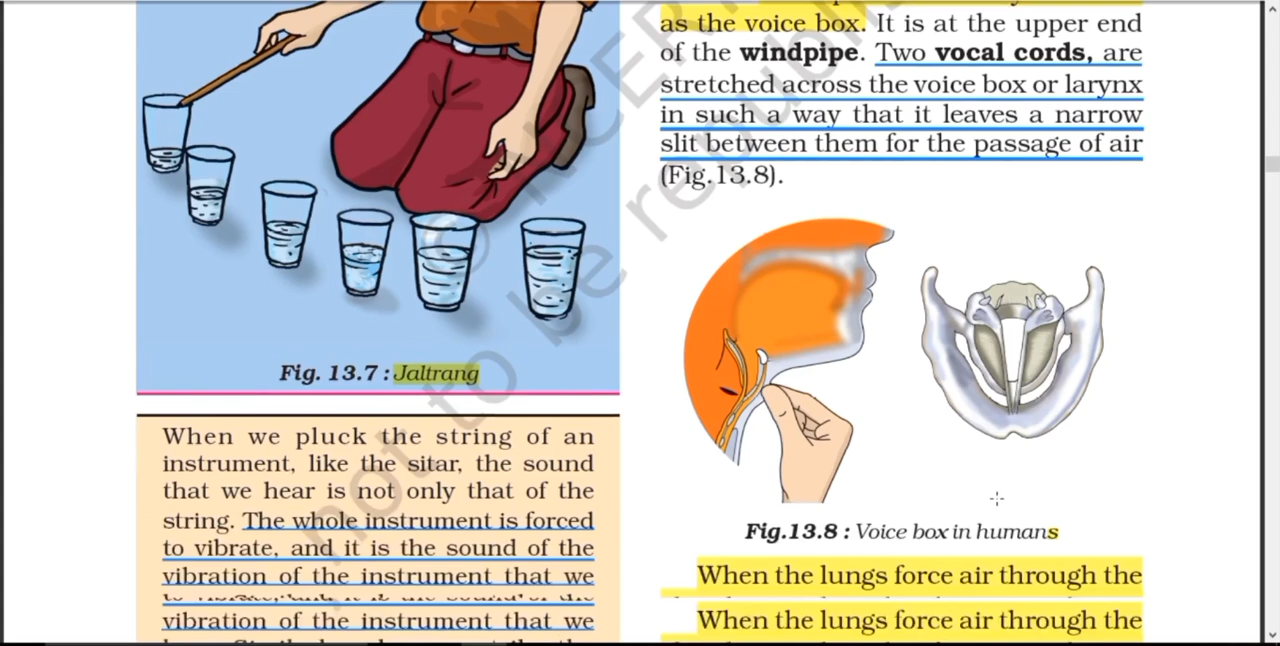 Fig. 13.7 : Jaltrang
When we pluck the string of an
instrument, like the sitar, the sound
that we hear is not only that of the
string. The whole instrument is forced
to vibrate, and it is the sound of the
vibration of the instrument that we
vibration of the instrument that we
as the voice box. It is at the upper end
of the windpipe. Two vocal cords, are
stretched across the voice box or larynx
in such a way that it leaves a narrow
slit between them for the passage of air
(Fig.13.8).
Fig.13.8 : Voice box in humans
When the lungs force air through the
When the lungs force air through the
not to be republi